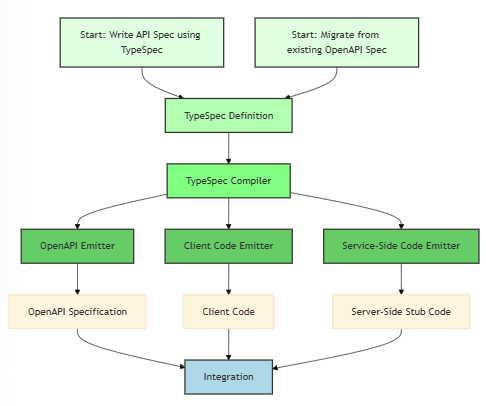 Start: Write API Spec using
TypeSpec
Start: Migrate from
existing OpenAPI Spec
TypeSpec Definition
TypeSpec Compiler
OpenAPI Emitter
Client Code Emitter
Service-Side Code Emitter
OpenAPI Specification
Client Code
Server-Side Stub Code
Integration